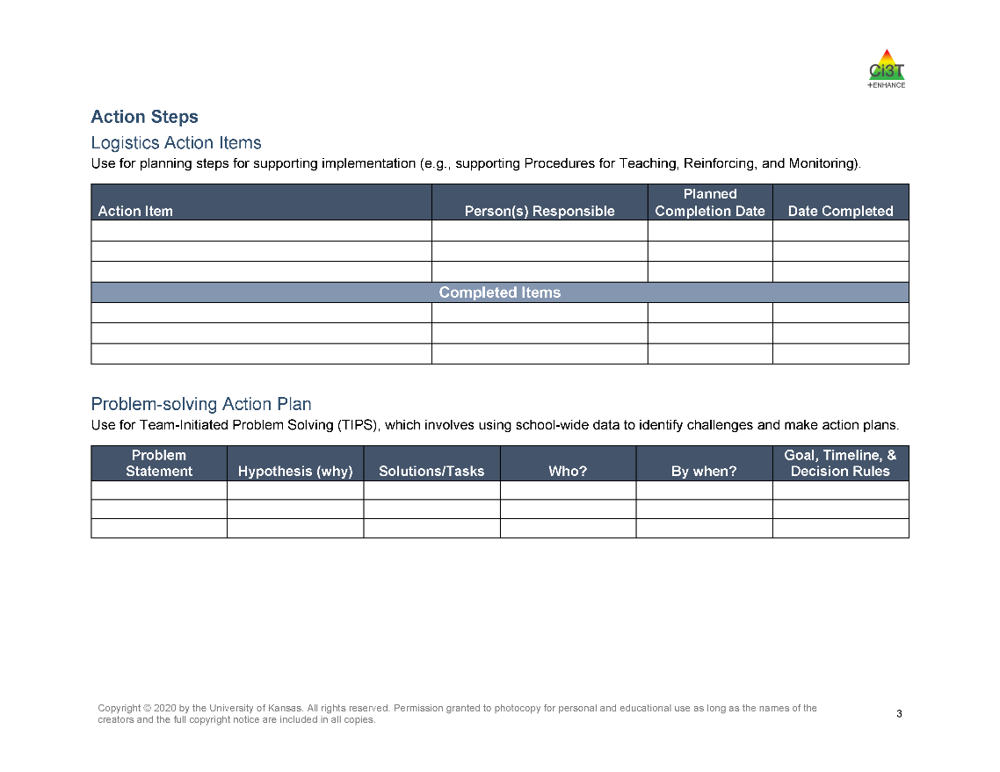 Ci3T
+ENHANCE
Action Steps
Logistics Action Items
Use for planning steps for supporting implementation (e.g., supporting Procedures for Teaching, Reinforcing, and Monitoring).
Action Item Person(s) Responsible Planned Completion Date Date Completed
Completed Items
Problem-solving Action Plan
Use for Team-Initiated Problem Solving (TIPS), which involves using school-wide data to identify challenges and make action plans.
Problem Statement Hypothesis (why) Solutions/Tasks Who? By when? Goal, Timeline, & Decision Rules
Copyright © 2020 by the University of Kansas. All rights reserved. Permission granted to photocopy for personal and educational use as long as the names of the
creators and the full copyright notice are included in all copies.
3